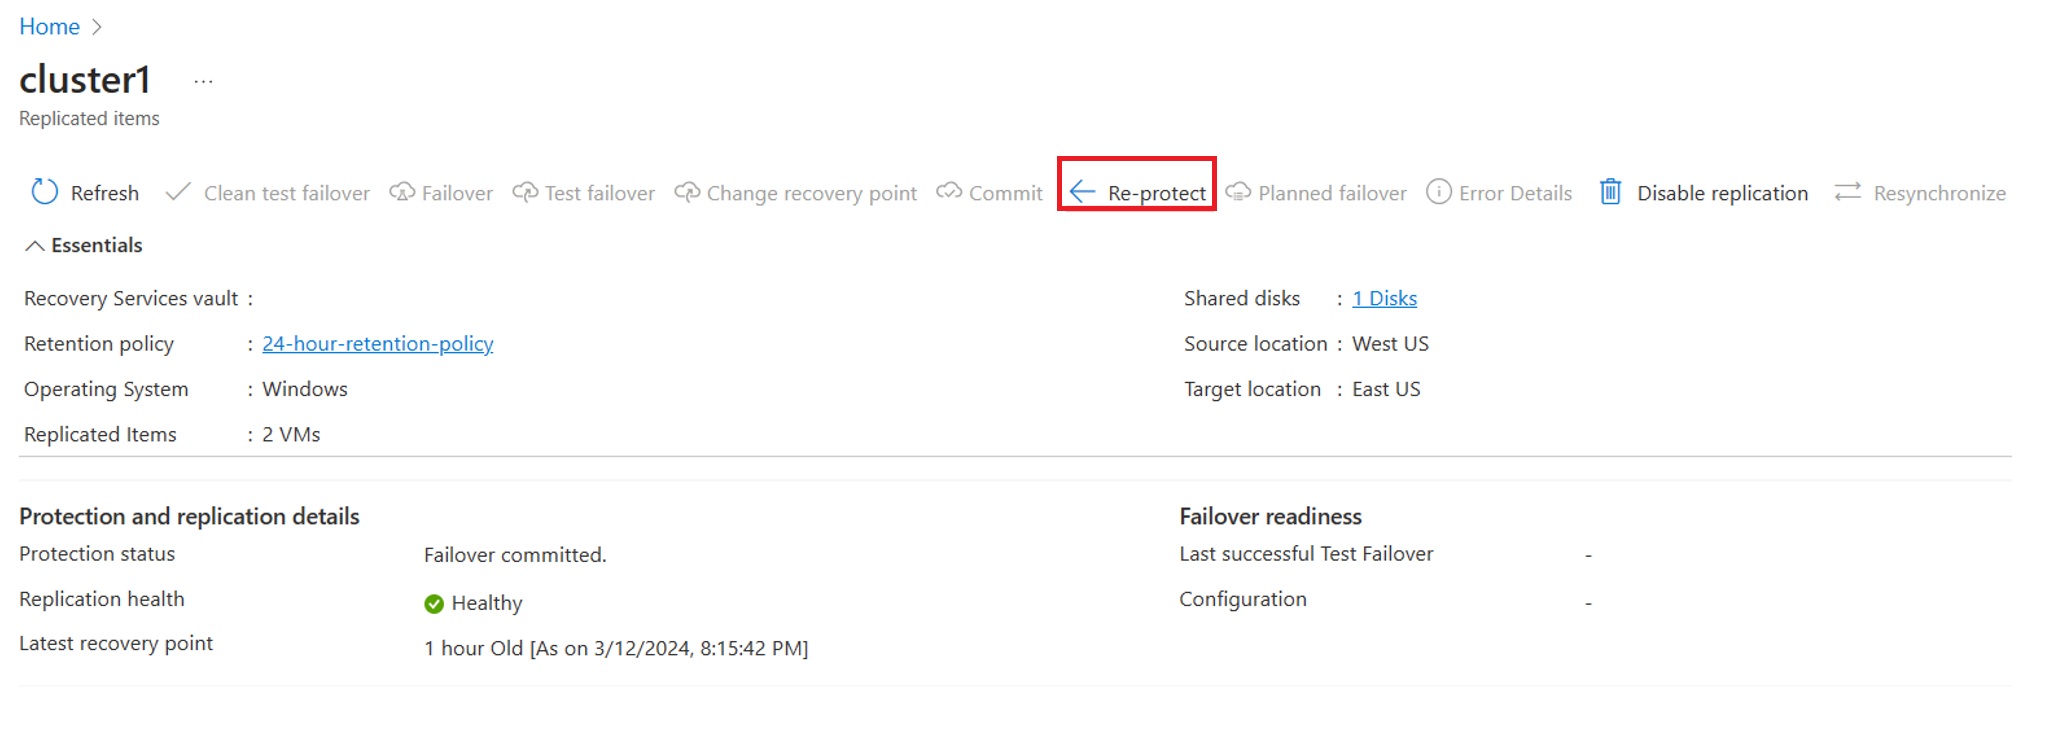 Home
cluster1 ...
Replicated items
Refresh Clean test failover Failover Test failover Change recovery point Commit Re-protect Planned failover Error Details Disable replication Resynchronize
Essentials
Recovery Services vault :
Shared disks : 1 Disks
Retention policy : 24-hour-retention-policy
Source location : West US
Operating System : Windows
Target location : East US
Replicated Items : 2 VMs
Protection and replication details
Protection status Failover committed.
Replication health Healthy
Latest recovery point 1 hour Old [As on 3/12/2024, 8:15:42 PM]
Failover readiness
Last successful Test Failover -
Configuration -